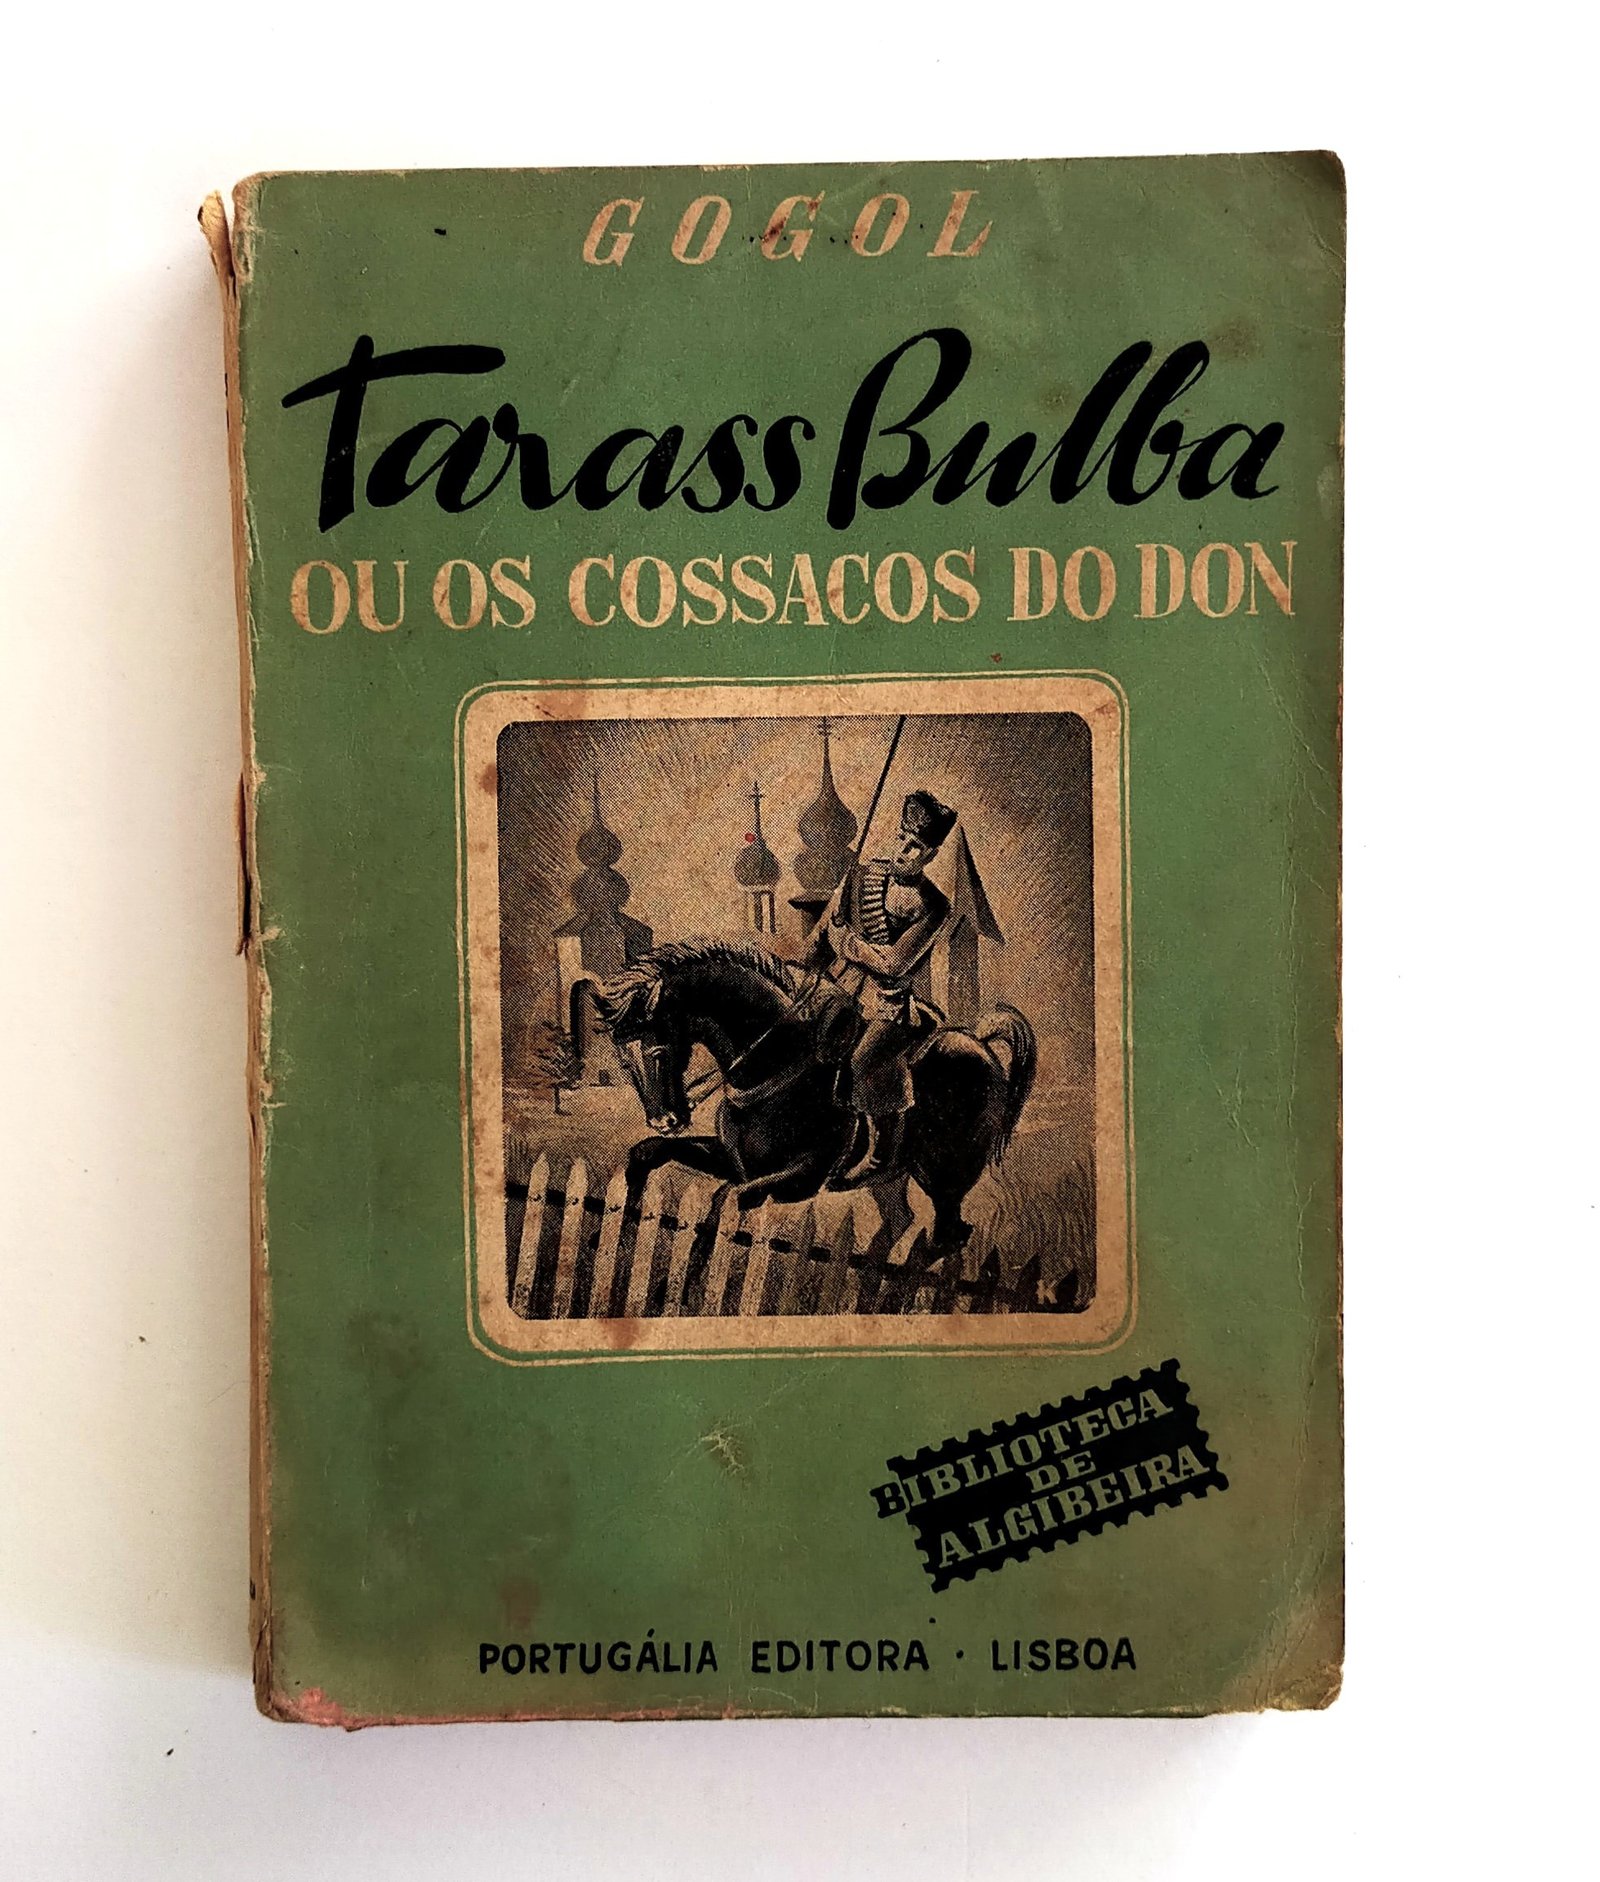 GOGOL
Tarass Bulba
OU OS COSSACOS DO DON
K
BIBLIOTECA
DE
ALGIBEIRA
PORTUGÁLIA EDITORA · LISBOA